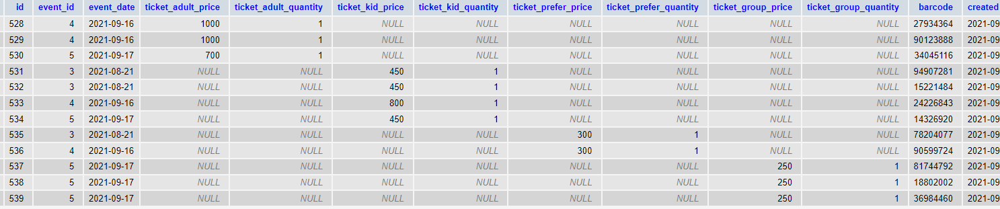 id event_id event_date ticket_adult_price ticket_adult_quantity ticket_kid_price ticket_kid_quantity ticket_prefer_price ticket_prefer_quantity ticket_group_price ticket_group_quantity barcode created
528 4 2021-09-16 1000 1 NULL NULL NULL NULL NULL NULL 27934364 2021-09
529 4 2021-09-16 1000 1 NULL NULL NULL NULL NULL NULL 90123888 2021-09
530 5 2021-09-17 700 1 NULL NULL NULL NULL NULL NULL 34045116 2021-09
531 3 2021-08-21 NULL NULL 450 1 NULL NULL NULL NULL 94907281 2021-09
532 3 2021-08-21 NULL NULL 450 1 NULL NULL NULL NULL 15221484 2021-09
533 4 2021-09-16 NULL NULL 800 1 NULL NULL NULL NULL 24226843 2021-09
534 5 2021-09-17 NULL NULL 450 1 NULL NULL NULL NULL 14326920 2021-09
535 3 2021-08-21 NULL NULL NULL NULL 300 1 NULL NULL 78204077 2021-09
536 4 2021-09-16 NULL NULL NULL NULL 300 1 NULL NULL 90599724 2021-09
537 5 2021-09-17 NULL NULL NULL NULL NULL NULL 250 1 81744792 2021-09
538 5 2021-09-17 NULL NULL NULL NULL NULL NULL 250 1 18802002 2021-09
539 5 2021-09-17 NULL NULL NULL NULL NULL NULL 250 1 36984460 2021-09